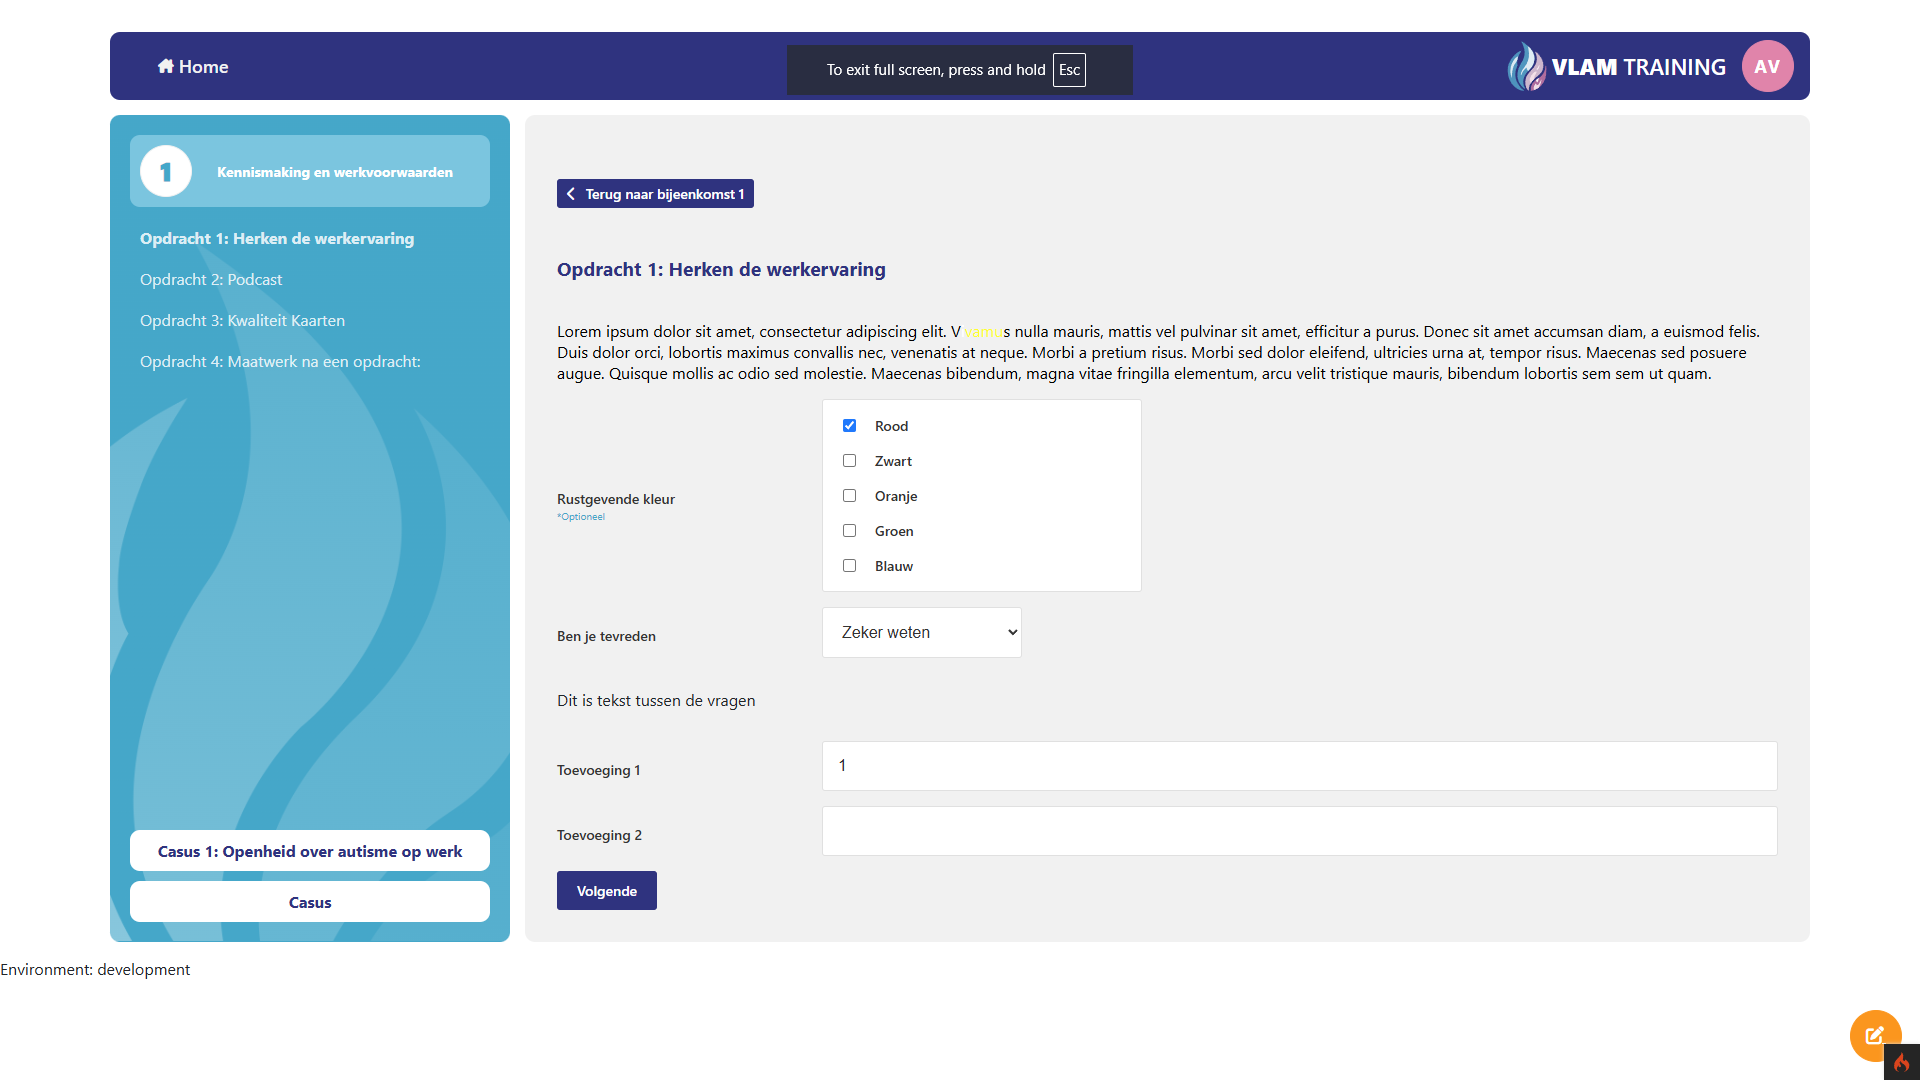 Home
To exit full screen, press and hold Esc
VLAM TRAINING
AV
1
Kennismaking en werkvoorwaarden
Opdracht 1: Herken de werkervaring
Opdracht 2: Podcast
Opdracht 3: Kwaliteit Kaarten
Opdracht 4: Maatwerk na een opdracht:
Casus 1: Openheid over autisme op werk
Casus
Terug naar bijeenkomst 1
Opdracht 1: Herken de werkervaring
Lorem ipsum dolor sit amet, consectetur adipiscing elit. V vamus nulla mauris, mattis vel pulvinar sit amet, efficitur a purus. Donec sit amet accumsan diam, a euismod felis.
Duis dolor orci, lobortis maximus convallis nec, venenatis at neque. Morbi a pretium risus. Morbi sed dolor eleifend, ultricies urna at, tempor risus. Maecenas sed posuere
augue. Quisque mollis ac odio sed molestie. Maecenas bibendum, magna vitae fringilla elementum, arcu velit tristique mauris, bibendum lobortis sem sem ut quam.
Rustgevende kleur
*Optioneel
Rood
Zwart
Oranje
Groen
Blauw
Ben je tevreden
Zeker weten
Dit is tekst tussen de vragen
Toevoeging 1
1
Toevoeging 2
Volgende
Environment: development